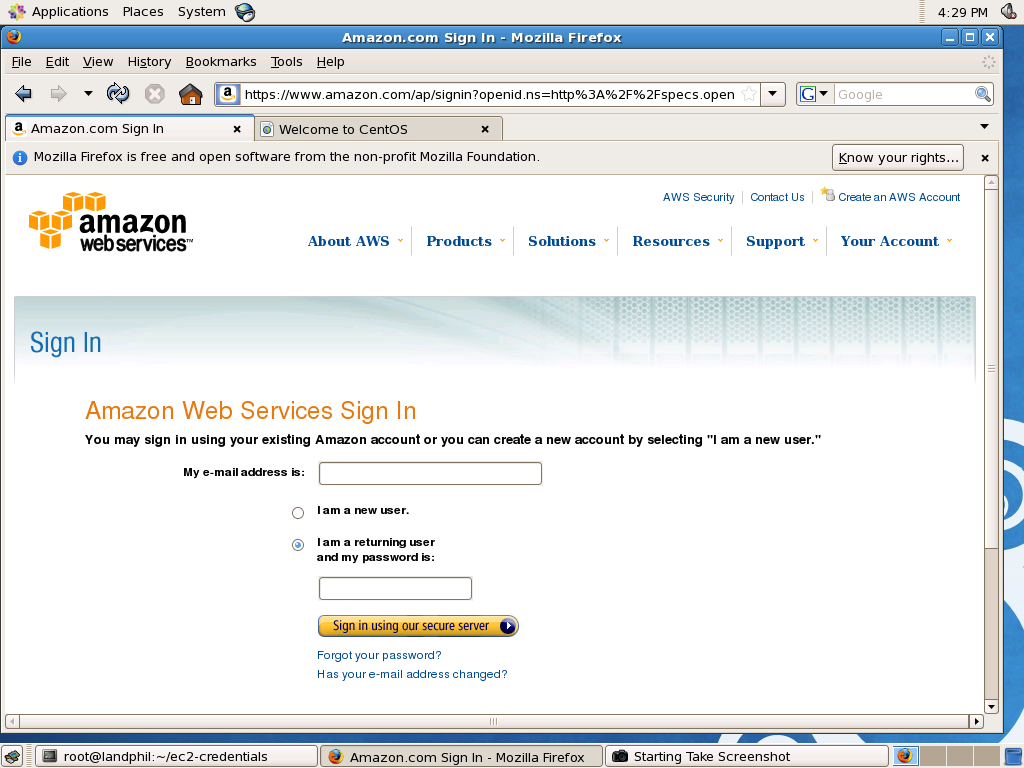 Applications Places System 4:29 PM
Amazon.com Sign In - Mozilla Firefox
File Edit View History Bookmarks Tools Help
https://www.amazon.com/ap/signin?openid.ns=http%3A%2F%2Fspecs.open Google
Amazon.com Sign In Welcome to CentOS
Mozilla Firefox is free and open software from the non-profit Mozilla Foundation. Know your rights...
AWS Security Contact Us Create an AWS Account
amazon
web services™
About AWS Products Solutions Resources Support Your Account
Sign In
Amazon Web Services Sign In
You may sign in using your existing Amazon account or you can create a new account by selecting "I am a new user."
My e-mail address is:
I am a new user.
I am a returning user
and my password is:
Sign in using our secure server
Forgot your password?
Has your e-mail address changed?
root@landphil:~/ec2-credentials Amazon.com Sign In - Mozilla Firefox Starting Take Screenshot